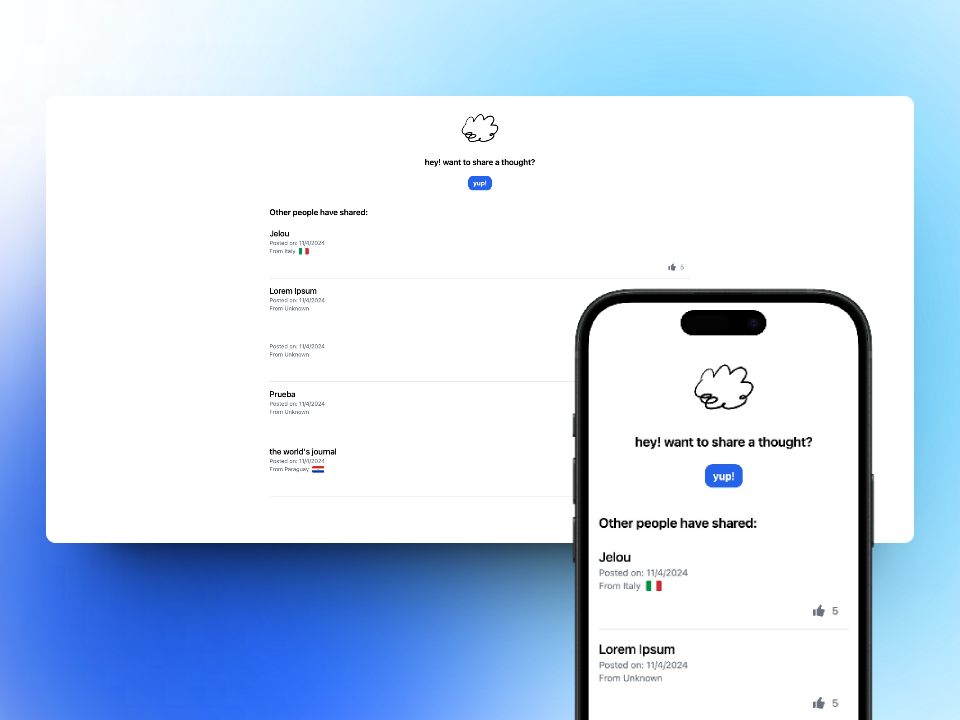 hey! want to share a thought?
yup!
Other people have shared:
Jelou
Posted on: 11/4/2024
From Italy
5
Lorem Ipsum
Posted on: 11/4/2024
From Unknown
Posted on: 11/4/2024
From Unknown
Prueba
Posted on: 11/4/2024
From Unknown
the world's journal
Posted on: 11/4/2024
From Paraguay
hey! want to share a thought?
yup!
Other people have shared:
Jelou
Posted on: 11/4/2024
From Italy
5
Lorem Ipsum
Posted on: 11/4/2024
From Unknown
5